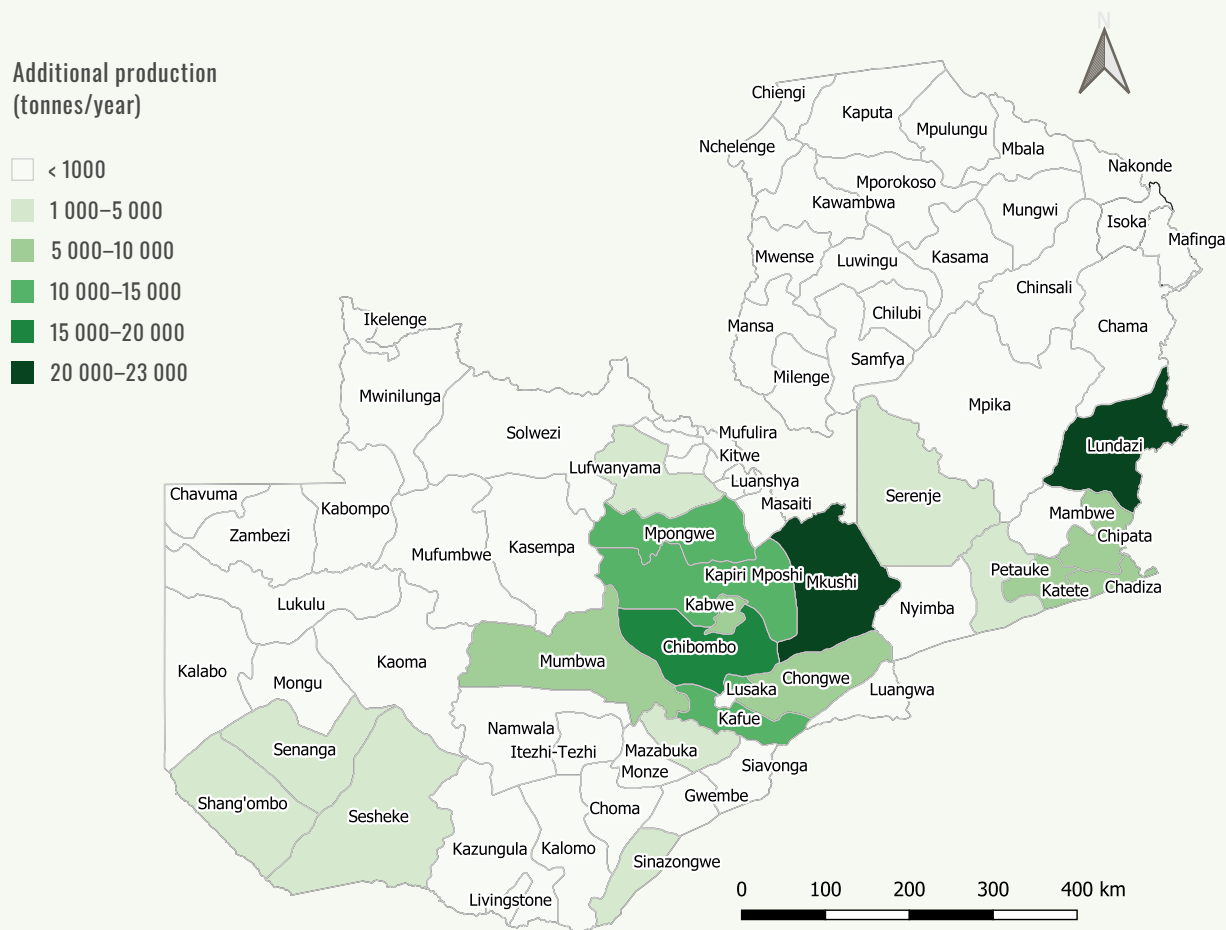 N
Additional production
(tonnes/year)
< 1000
1 000–5 000
5 000–10 000
10 000–15 000
15 000–20 000
20 000–23 000
Chiengi
Kaputa
Mpulungu
Nchelenge
Mbala
Nakonde
Mporokoso
Kawambwa
Mungwi
Isoka
Mafinga
Mwense
Luwingu
Kasama
Chinsali
Chilubi
Ikelenge
Mansa
Chama
Samfya
Milenge
Mwinilunga
Mpika
Solwezi
Mufulira
Lundazi
Kitwe
Lufwanyama
Luanshya
Chavuma
Serenje
Masaiti
Kabompo
Mambwe
Zambezi
Mpongwe
Chipata
Kasempa
Mufumbwe
Petauke
Kapiri Mposhi
Mkushi
Chadiza
Katete
Lukulu
Kabwe
Nyimba
Chibombo
Kaoma
Mumbwa
Kalabo
Chongwe
Mongu
Lusaka
Luangwa
Kafue
Namwala
Senanga
Itezhi-Tezhi
Mazabuka
Siavonga
Monze
Gwembe
Shang'ombo
Choma
Sesheke
Kazungula
Kalomo
Sinazongwe
Livingstone
0 100 200 300 400 km